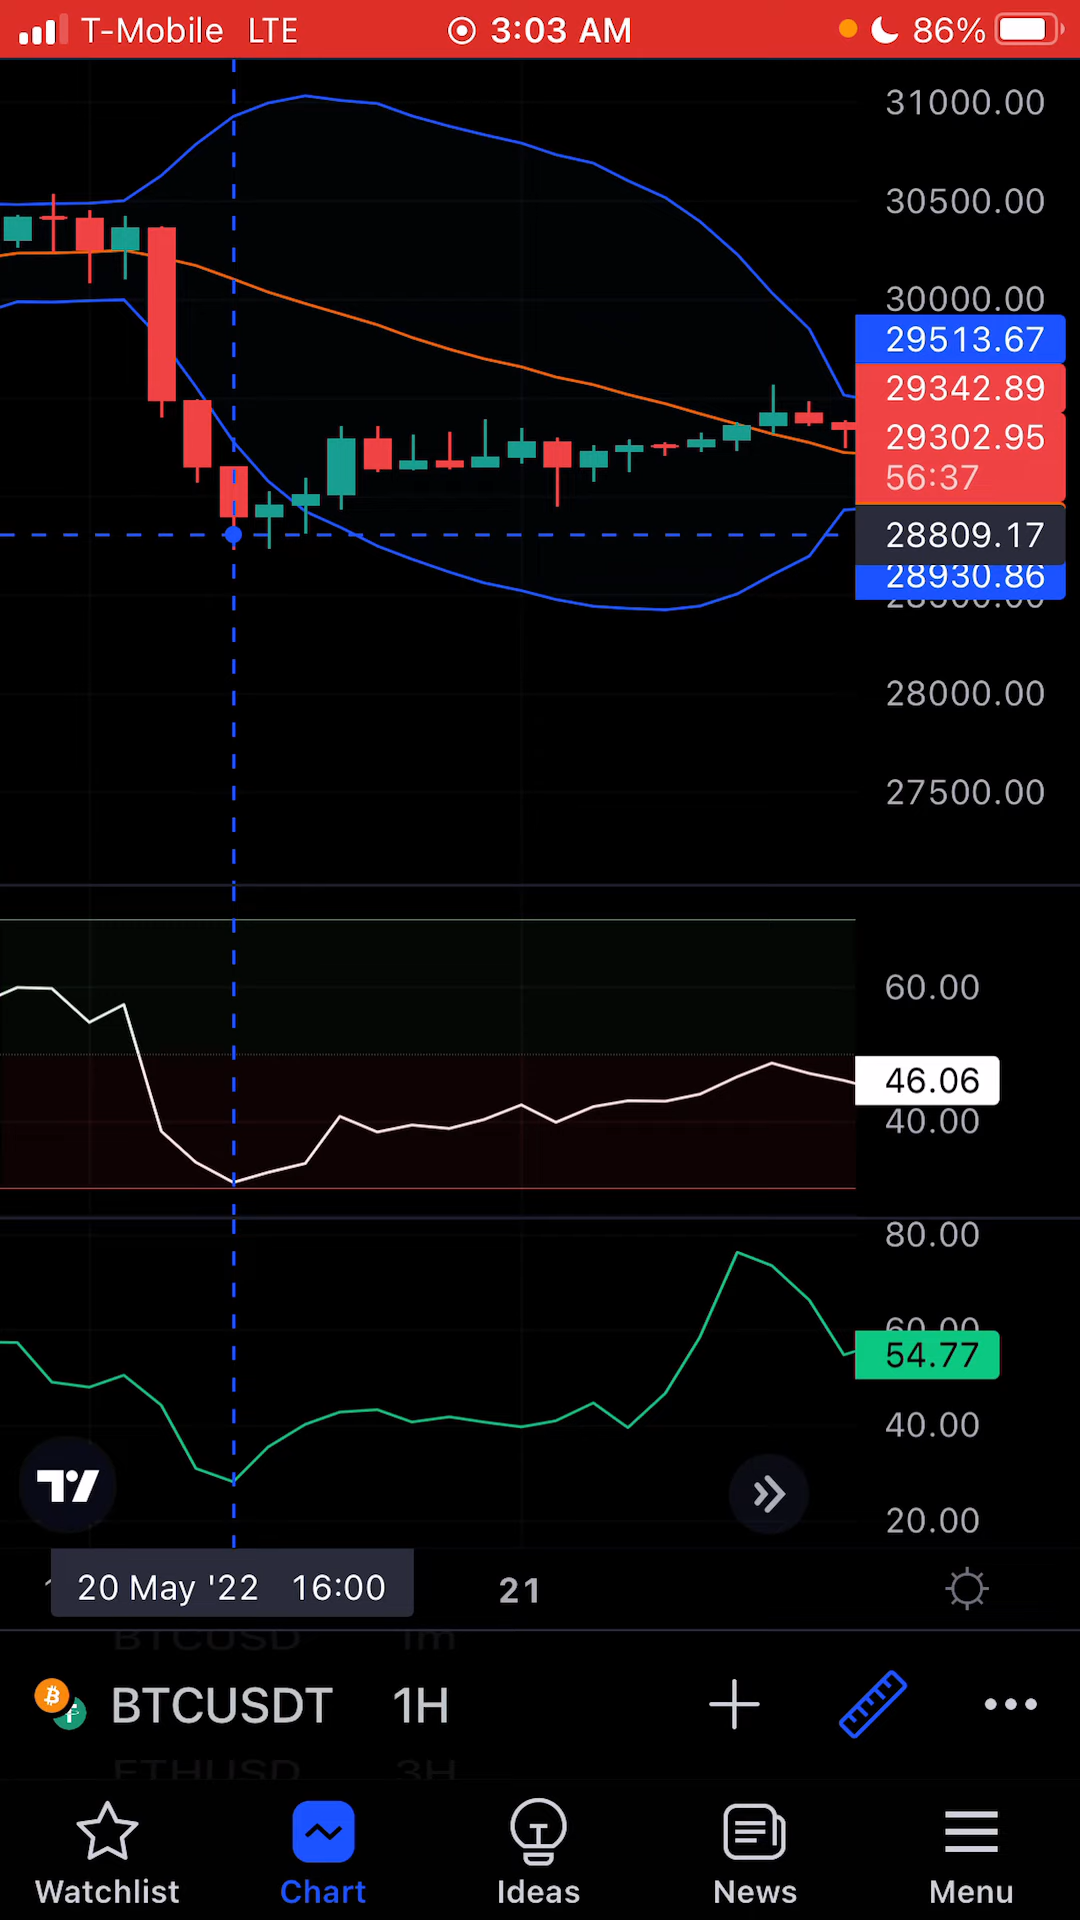 T-Mobile LTE 3:03 AM 86%
31000.00
30500.00
30000.00
29513.67
29342.89
29302.95
56:37
28809.17
28930.86
28500.00
28000.00
27500.00
60.00
46.06
40.00
80.00
60.00
54.77
40.00
20.00
20 May '22 16:00
21
BTCUSD 1m
BTCUSDT 1H
ETHUSD 3H
Watchlist
Chart
Ideas
News
Menu